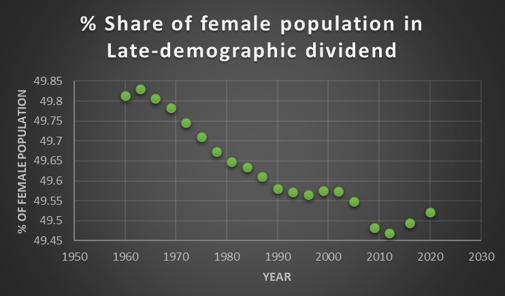 % Share of female population in
Late-demographic dividend
% OF FEMALE POPULATION
49.85
49.8
49.75
49.7
49.65
49.6
49.55
49.5
49.45
1950 1960 1970 1980 1990 2000 2010 2020 2030
YEAR